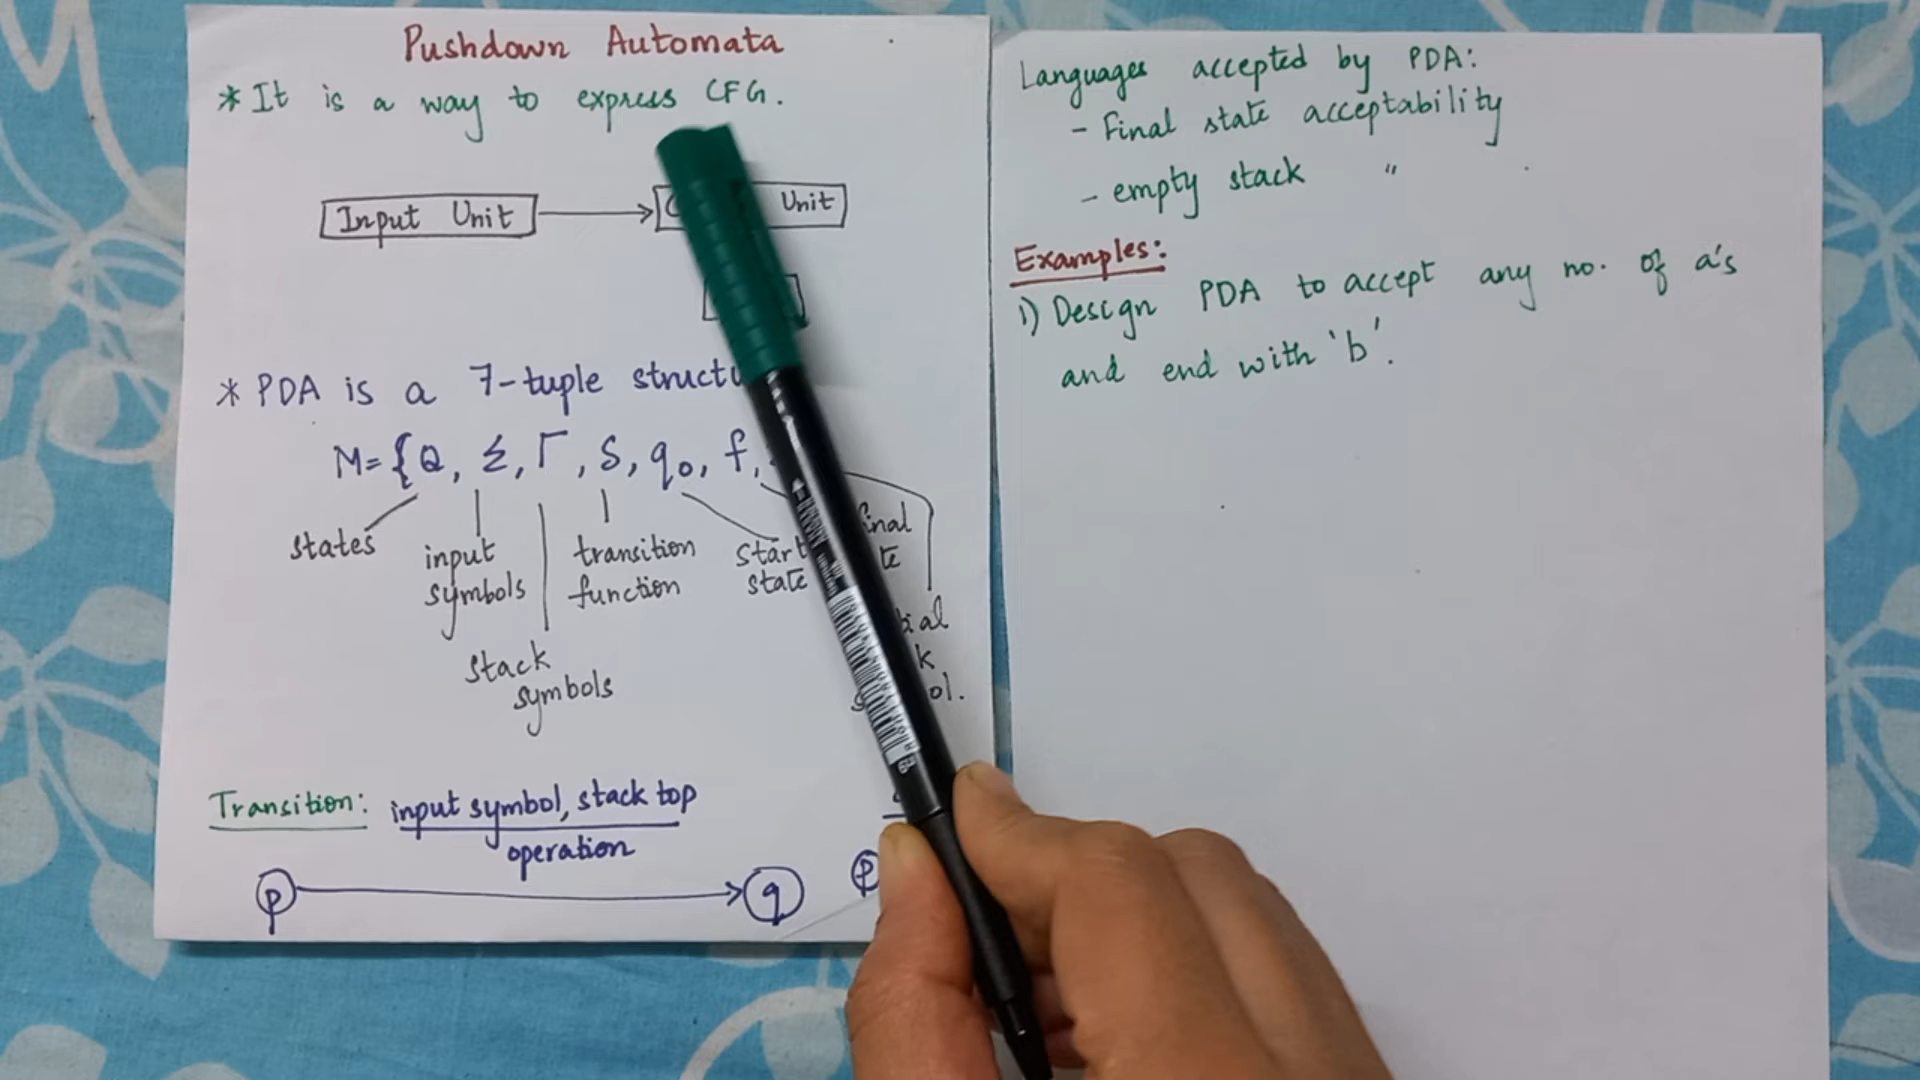 Pushdown Automata
* It is a way to express CFG.
Input Unit
Unit
* PDA is a 7-tuple
M= {Q, Σ, Γ, δ, q0, f,
states
input symbols
stack symbols
transition function
start state
Transition: input symbol, stack top
operation
p
q
p
Languages accepted by PDA:
- Final state acceptability
- empty stack "
Examples:
1) Design PDA to accept any no. of a's
and end with 'b'.